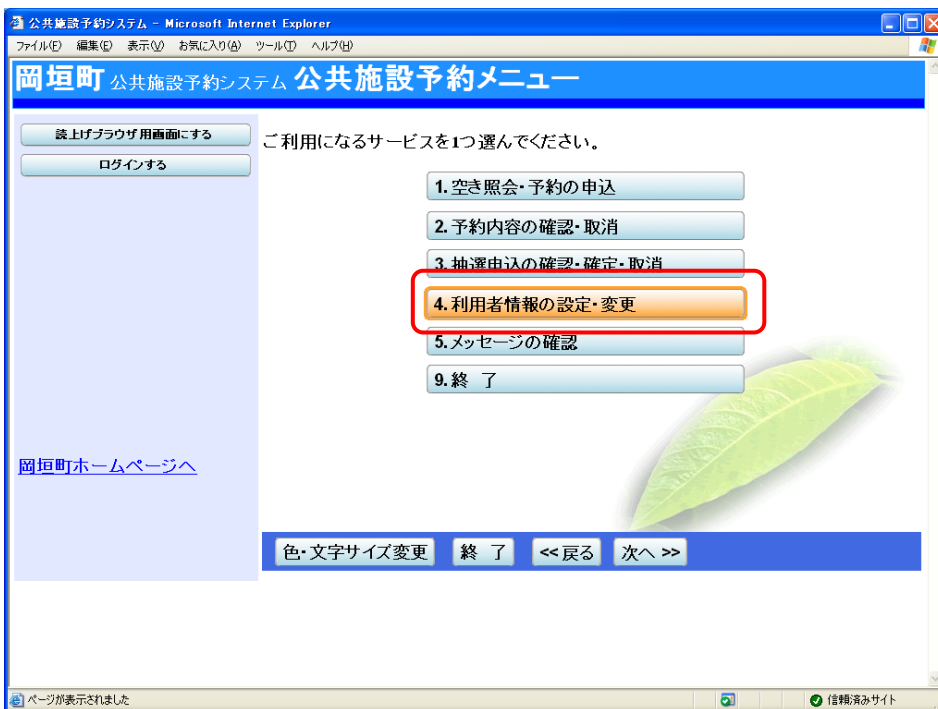 公共施設予約システム - Microsoft Internet Explorer
ファイル(F) 編集(E) 表示(V) お気に入り(A) ツール(T) ヘルプ(H)
岡垣町 公共施設予約システム 公共施設予約メニュー
読上げブラウザ用画面にする
ログインする
岡垣町ホームページへ
ご利用になるサービスを1つ選んでください。
1. 空き照会・予約の申込
2. 予約内容の確認・取消
3. 抽選申込の確認・確定・取消
4. 利用者情報の設定・変更
5. メッセージの確認
9. 終 了
色・文字サイズ変更 終 了 <<戻る 次へ >>
ページが表示されました 信頼済みサイト